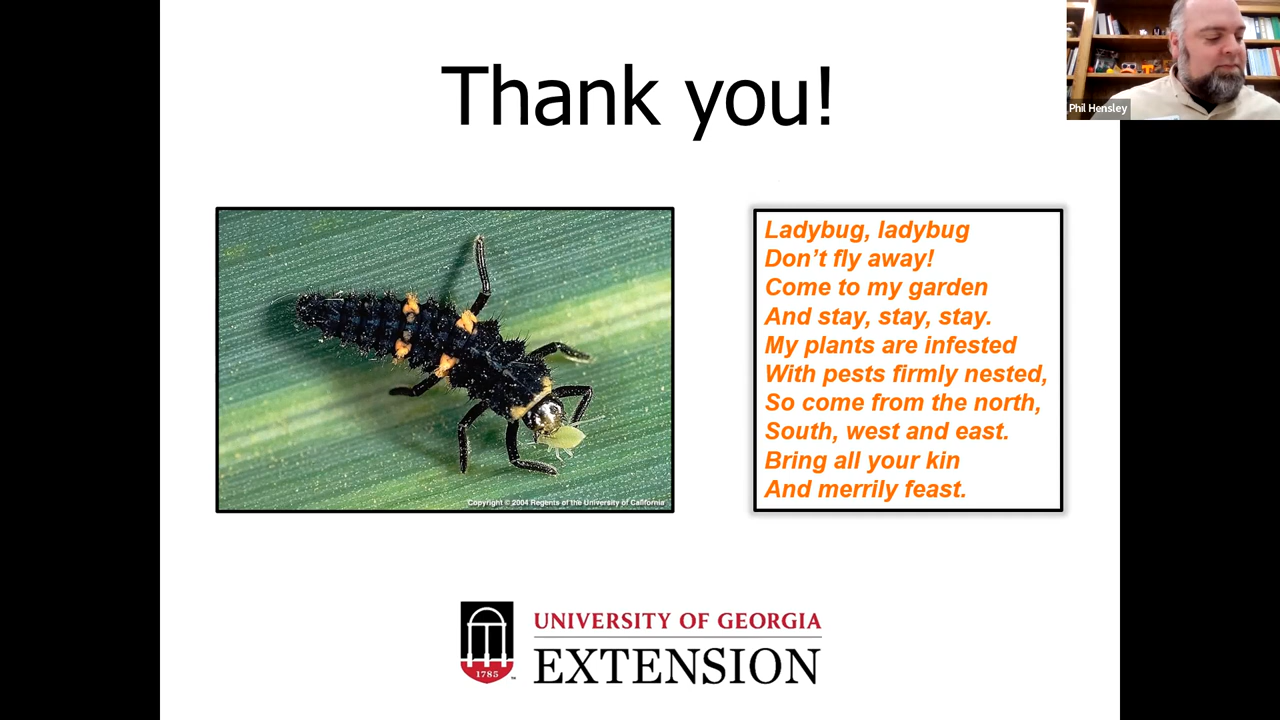 Thank you!
Phil Hensley
Ladybug, ladybug
Don’t fly away!
Come to my garden
And stay, stay, stay.
My plants are infested
With pests firmly nested,
So come from the north,
South, west and east.
Bring all your kin
And merrily feast.
Copyright © 2004 Regents of the University of California
UNIVERSITY OF GEORGIA
EXTENSION
1785